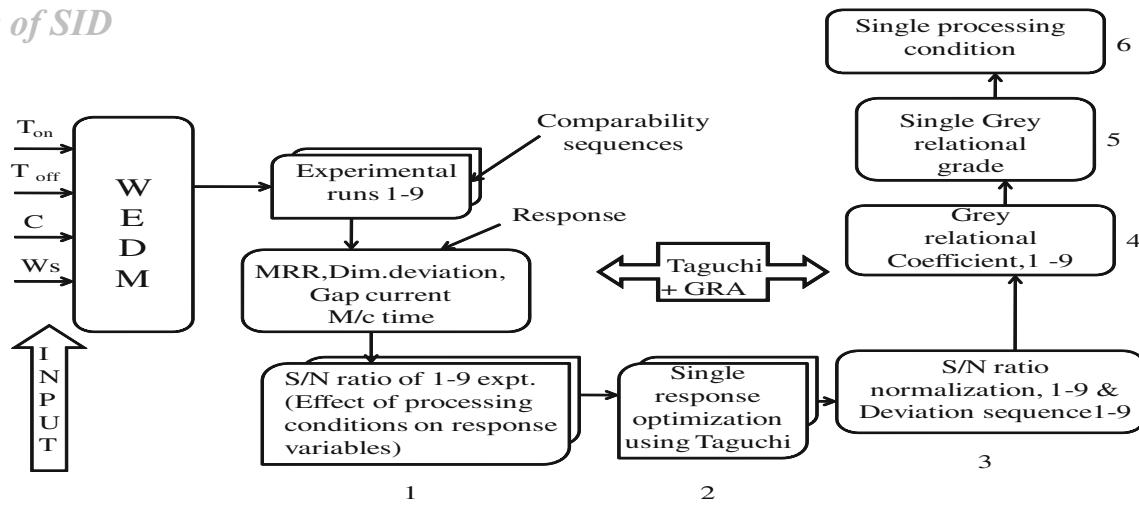 of SID
Single processing
condition
6
T on
T off
C
Ws
W
E
D
M
I
N
P
U
T
Comparability
sequences
Experimental
runs 1-9
Response
MRR,Dim.deviation,
Gap current
M/c time
S/N ratio of 1-9 expt.
(Effect of processing
conditions on response
variables)
1
Single
response
optimization
using Taguchi
2
Taguchi
+ GRA
S/N ratio
normalization, 1-9 &
Deviation sequence1-9
3
Grey
relational
Coefficient,1 -9
4
Single Grey
relational
grade
5